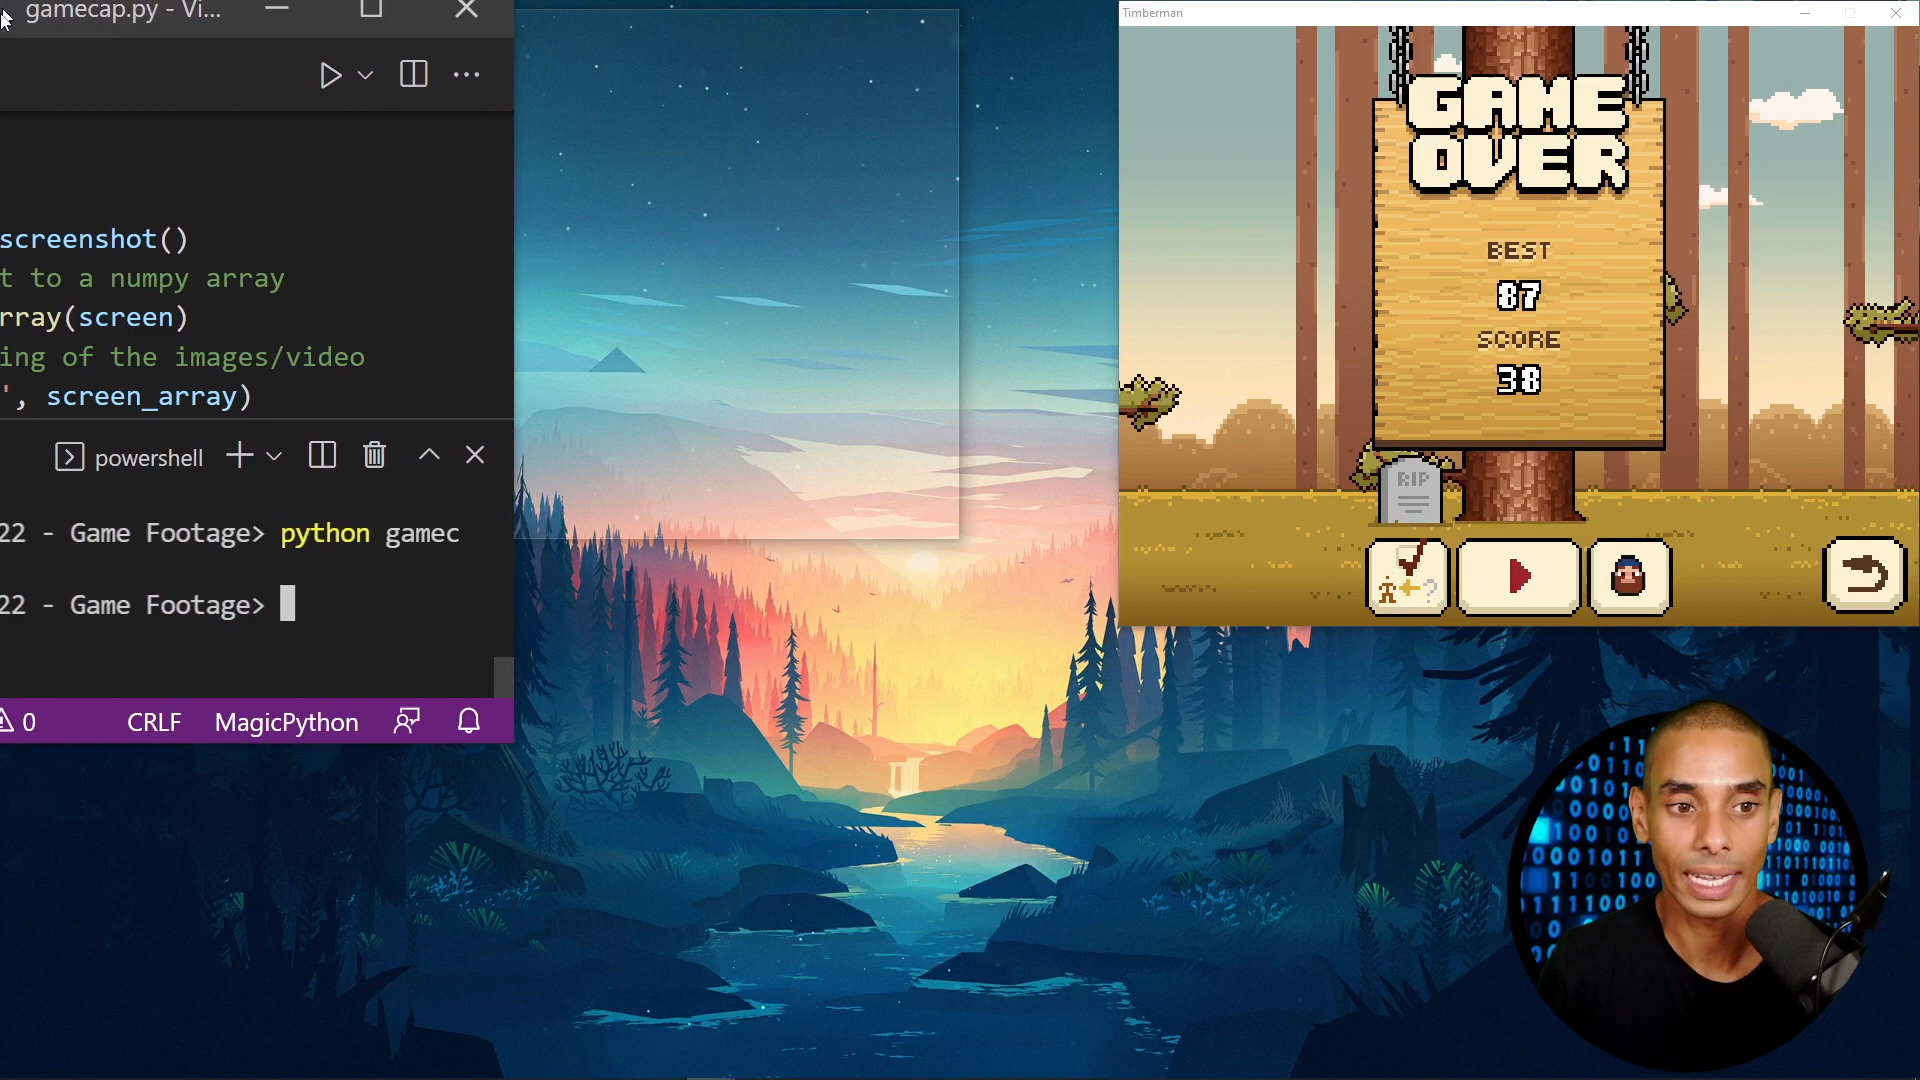 gamecap.py - Vi...
screenshot()
t to a numpy array
rray(screen)
ing of the images/video
', screen_array)
powershell
22 - Game Footage> python gamec
22 - Game Footage>
0
CRLF
MagicPython
Timberman
GAME
OVER
BEST
87
SCORE
38
RIP
?